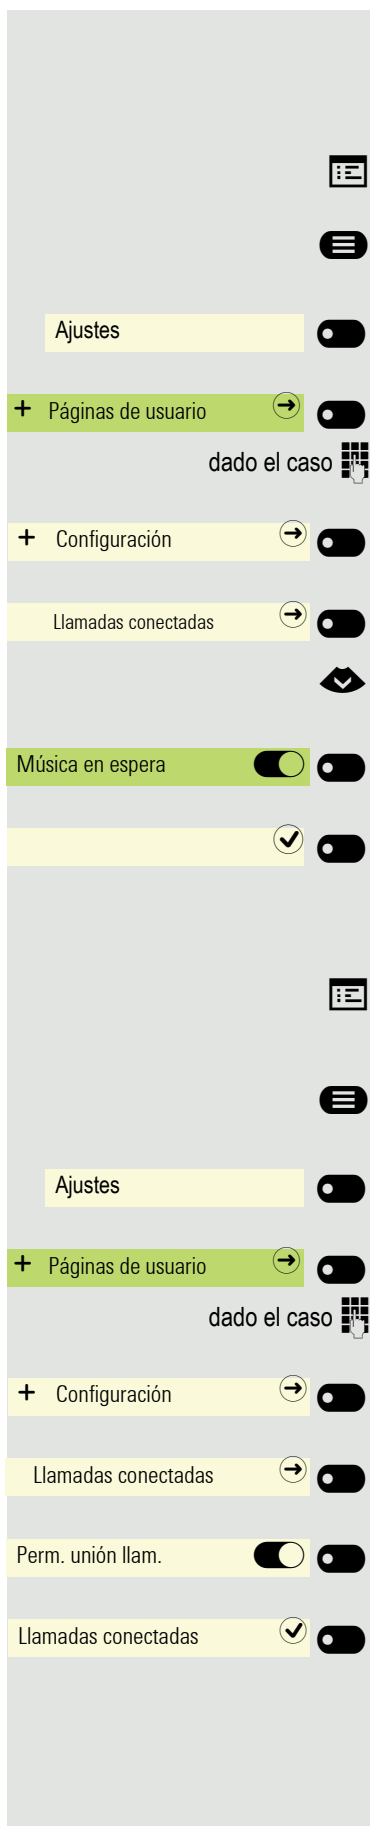 Ajustes
+ Páginas de usuario
dado el caso
+ Configuración
Llamadas conectadas
Música en espera
Ajustes
+ Páginas de usuario
dado el caso
+ Configuración
Llamadas conectadas
Perm. unión llam.
Llamadas conectadas